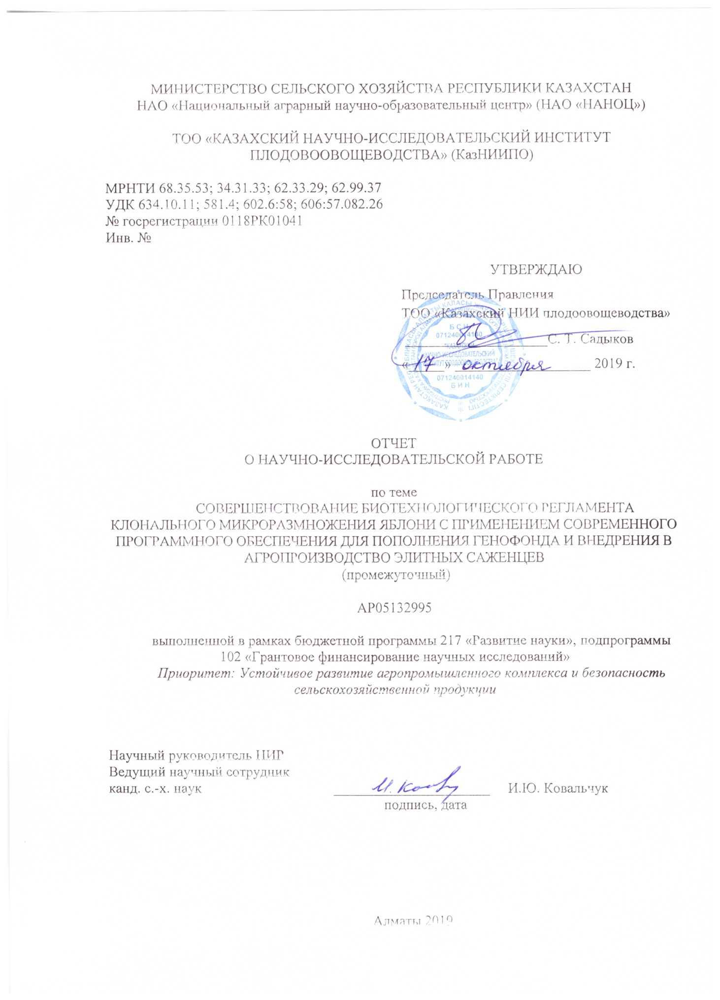 МИНИСТЕРСТВО СЕЛЬСКОГО ХОЗЯЙСТВА РЕСПУБЛИКИ КАЗАХСТАН
НАО «Национальный аграрный научно-образовательный центр» (НАО «НАНОЦ»)
ТОО «КАЗАХСКИЙ НАУЧНО-ИССЛЕДОВАТЕЛЬСКИЙ ИНСТИТУТ
ПЛОДОВООВОЩЕВОДСТВА» (КазНИИПО)
МРНТИ 68.35.53; 34.31.33; 62.33.29; 62.99.37
УДК 634.10.11; 581.4; 602.6:58; 606:57.082.26
№ госрегистрации 0118РК01041
Инв. №
УТВЕРЖДАЮ
Председатель Правления
ТОО «Казахский НИИ плодоовощеводства»
С. Т. Садыков
«17» октября 2019 г.
БСН
071240014140
"КАЗАХСКИЙ
НАУЧНО-ИССЛЕДОВАТЕЛЬСКИЙ
ИНСТИТУТ ПЛОДООВОЩЕВОДСТВА"
071240014140
БИН
ОТЧЕТ
О НАУЧНО-ИССЛЕДОВАТЕЛЬСКОЙ РАБОТЕ
по теме
СОВЕРШЕНСТВОВАНИЕ БИОТЕХНОЛОГИЧЕСКОГО РЕГЛАМЕНТА
КЛОНАЛЬНОГО МИКРОРАЗМНОЖЕНИЯ ЯБЛОНИ С ПРИМЕНЕНИЕМ СОВРЕМЕННОГО
ПРОГРАММНОГО ОБЕСПЕЧЕНИЯ ДЛЯ ПОПОЛНЕНИЯ ГЕНОФОНДА И ВНЕДРЕНИЯ В
АГРОПРОИЗВОДСТВО ЭЛИТНЫХ САЖЕНЦЕВ
(промежуточный)
АР05132995
выполненной в рамках бюджетной программы 217 «Развитие науки», подпрограммы
102 «Грантовое финансирование научных исследований»
Приоритет: Устойчивое развитие агропромышленного комплекса и безопасность
сельскохозяйственной продукции
Научный руководитель НИР
Ведущий научный сотрудник
канд. с.-х. наук И.Ю. Ковальчук
подпись, дата
Алматы 2019